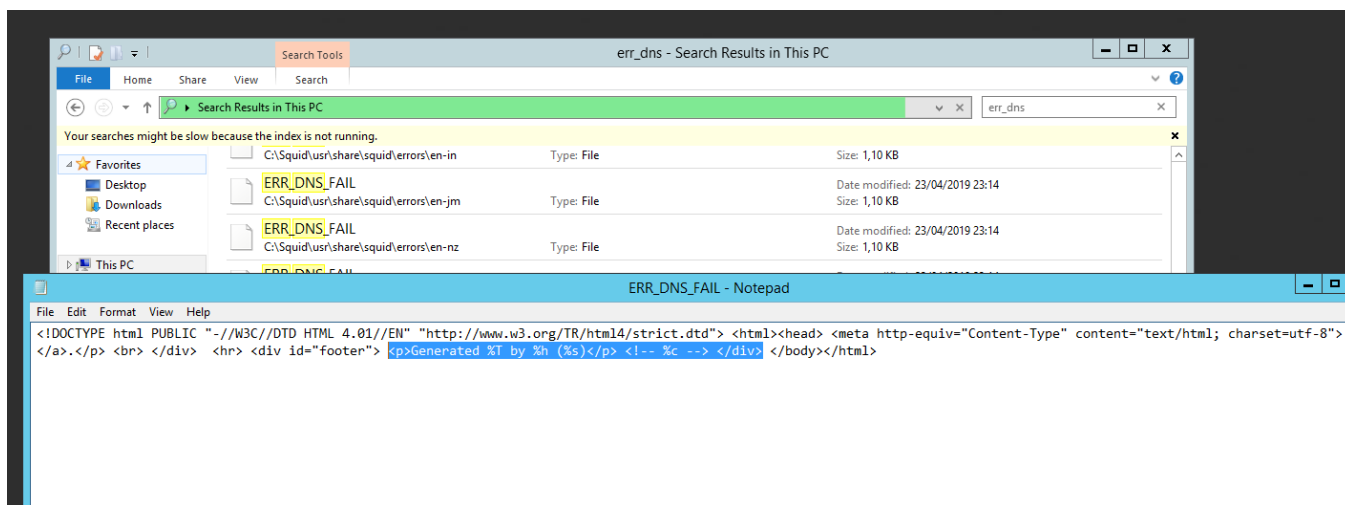 Search Tools
err_dns - Search Results in This PC
File Home Share View Search
Search Results in This PC
err_dns
Your searches might be slow because the index is not running.
Favorites
Desktop
Downloads
Recent places
This PC
C:\Squid\usr\share\squid\errors\en-in Type: File Size: 1,10 KB
ERR_DNS_FAIL Date modified: 23/04/2019 23:14
C:\Squid\usr\share\squid\errors\en-jm Type: File Size: 1,10 KB
ERR_DNS_FAIL Date modified: 23/04/2019 23:14
C:\Squid\usr\share\squid\errors\en-nz Type: File Size: 1,10 KB
ERR_DNS_FAIL - Notepad
File Edit Format View Help
<!DOCTYPE html PUBLIC "-//W3C//DTD HTML 4.01//EN" "http://www.w3.org/TR/html4/strict.dtd"> <html><head> <meta http-equiv="Content-Type" content="text/html; charset=utf-8">
</a>.</p> <br> </div>  <hr> <div id="footer"> <p>Generated %T by %h (%s)</p> <!-- %c --> </div> </body></html>